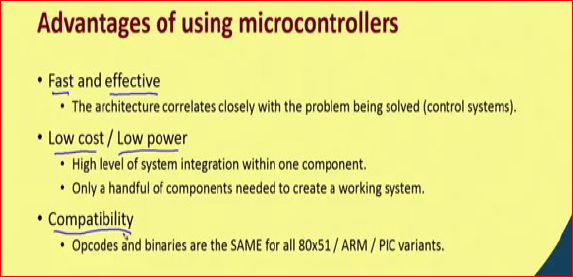 Advantages of using microcontrollers
• Fast and effective
• The architecture correlates closely with the problem being solved (control systems).
• Low cost / Low power
• High level of system integration within one component.
• Only a handful of components needed to create a working system.
• Compatibility
• Opcodes and binaries are the SAME for all 80x51 / ARM / PIC variants.